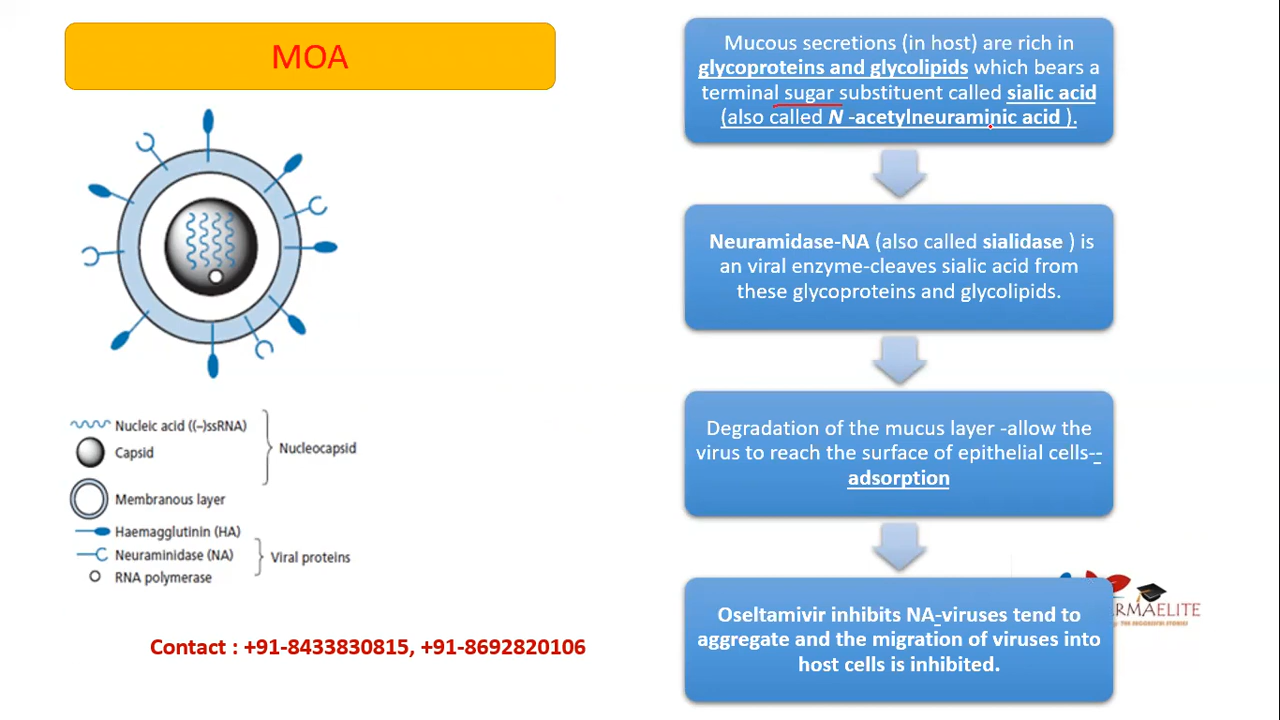 MOA
Mucous secretions (in host) are rich in
glycoproteins and glycolipids which bears a
terminal sugar substituent called sialic acid
(also called N -acetylneuraminic acid ).
Neuramidase-NA (also called sialidase ) is
an viral enzyme-cleaves sialic acid from
these glycoproteins and glycolipids.
Degradation of the mucus layer -allow the
virus to reach the surface of epithelial cells--
adsorption
Oseltamivir inhibits NA-viruses tend to
aggregate and the migration of viruses into
host cells is inhibited.
Nucleic acid ((–)ssRNA)
Capsid
Nucleocapsid
Membranous layer
Haemagglutinin (HA)
Neuraminidase (NA)
RNA polymerase
Viral proteins
Contact : +91-8433830815, +91-8692820106
RMAELITE